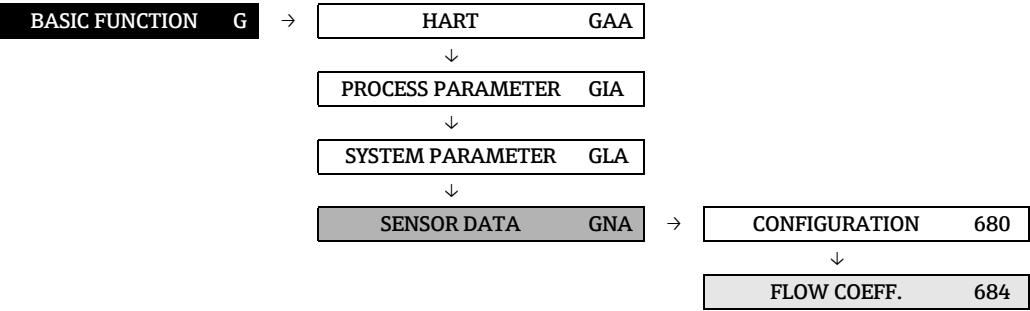 BASIC FUNCTION G → HART GAA
↓
PROCESS PARAMETER GIA
↓
SYSTEM PARAMETER GLA
↓
SENSOR DATA GNA → CONFIGURATION 680
↓
FLOW COEFF. 684